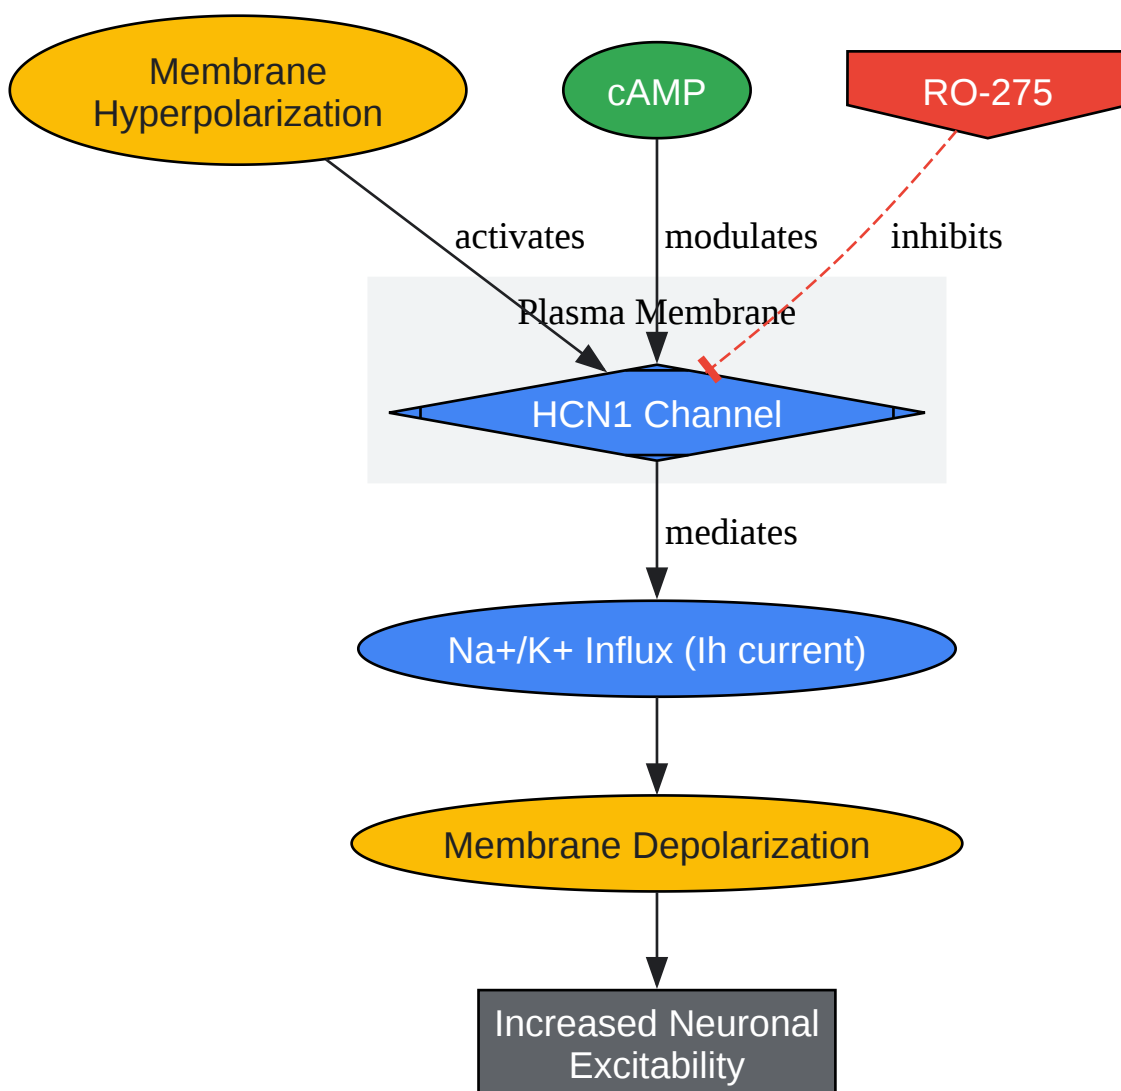 Membrane
Hyperpolarization
cAMP
RO-275
activates
modulates
inhibits
Plasma Membrane
HCN1 Channel
mediates
Na+/K+ Influx (Ih current)
Membrane Depolarization
Increased Neuronal
Excitability